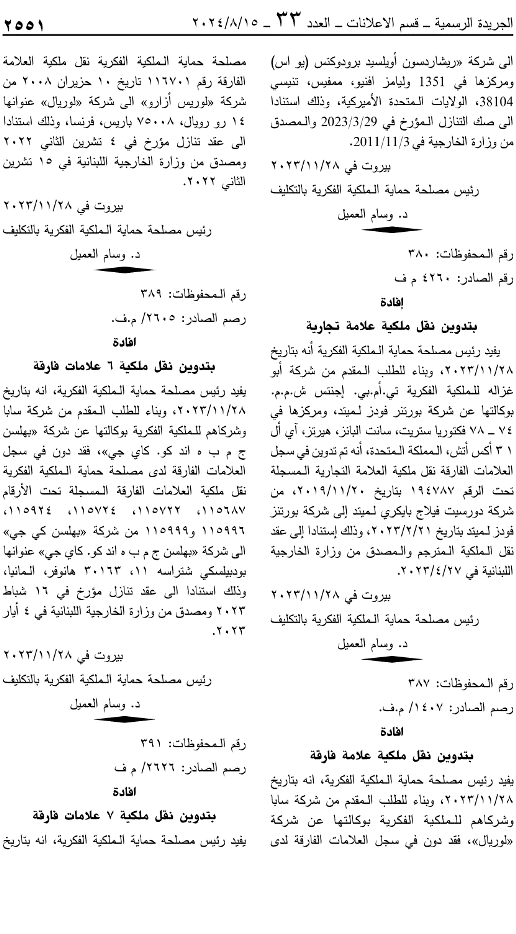 الجريدة الرسمية ـ قسم الاعلانات ـ العدد ٣٣ ـ ٢٠٢٤/٨/١٥
٢٥٥١
الى شركة «ريشاردسون أويلسيد برودوكتس (يو اس)
ومركزها في 1351 وليامز افنيو، ممفيس، تنيسي
38104، الولايات المتحدة الأميركية، وذلك استنادا
الى صك التنازل المؤرخ في 2023/3/29 والمصدق
من وزارة الخارجية في 2011/11/3.
بيروت في ٢٠٢٣/١١/٢٨
رئيس مصلحة حماية الملكية الفكرية بالتكليف
د. وسام العميل
رقم المحفوظات: ٣٨٠
رقم الصادر: ٤٢٦٠ م ف
إفادة
بتدوين نقل ملكية علامة تجارية
يفيد رئيس مصلحة حماية الملكية الفكرية أنه بتاريخ
٢٠٢٣/١١/٢٨، وبناء للطلب المقدم من شركة أبو
غزاله للملكية الفكرية تي.أم.بي. إجنتس ش.م.م.
بوكالتها عن شركة بورتنر فودز لميتد، ومركزها في
٧٤ ـ ٧٨ فكتوريا ستريت، سانت البانز، هيرتز، آي أل
١ ٣ أكس أتش، المملكة المتحدة، أنه تم تدوين في سجل
العلامات الفارقة نقل ملكية العلامة التجارية المسجلة
تحت الرقم ١٩٤٧٨٧ بتاريخ ٢٠١٩/١١/٢٠، من
شركة دورسيت فيلاج بايكري لميتد إلى شركة بورتنز
فودز لميتد بتاريخ ٢٠٢٣/٢/٢١، وذلك إستنادا إلى عقد
نقل الملكية المترجم والمصدق من وزارة الخارجية
اللبنانية في ٢٠٢٣/٤/٢٧.
بيروت في ٢٠٢٣/١١/٢٨
رئيس مصلحة حماية الملكية الفكرية بالتكليف
د. وسام العميل
رقم المحفوظات: ٣٨٧
رصم الصادر: ١٤٠٧/ م.ف.
افادة
بتدوين نقل ملكية علامة فارقة
يفيد رئيس مصلحة حماية الملكية الفكرية، انه بتاريخ
٢٠٢٣/١١/٢٨، وبناء للطلب المقدم من شركة سابا
وشركاهم للملكية الفكرية بوكالتها عن شركة
«لوريال»، فقد دون في سجل العلامات الفارقة لدى
مصلحة حماية الملكية الفكرية نقل ملكية العلامة
الفارقة رقم ١١٦٧٠١ تاريخ ١٠ حزيران ٢٠٠٨ من
شركة «لوريس أزارو» الى شركة «لوريال» عنوانها
١٤ رو رويال، ٧٥٠٠٨ باريس، فرنسا، وذلك استنادا
الى عقد تنازل مؤرخ في ٤ تشرين الثاني ٢٠٢٢
ومصدق من وزارة الخارجية اللبنانية في ١٥ تشرين
الثاني ٢٠٢٢.
بيروت في ٢٠٢٣/١١/٢٨
رئيس مصلحة حماية الملكية الفكرية بالتكليف
د. وسام العميل
رقم المحفوظات: ٣٨٩
رصم الصادر: ٢٦٠٥/ م.ف.
افادة
بتدوين نقل ملكية ٦ علامات فارقة
يفيد رئيس مصلحة حماية الملكية الفكرية، انه بتاريخ
٢٠٢٣/١١/٢٨، وبناء للطلب المقدم من شركة سابا
وشركاهم للملكية الفكرية بوكالتها عن شركة «بهلسن
ج م ب ه اند كو. كاي جي»، فقد دون في سجل
العلامات الفارقة لدى مصلحة حماية الملكية الفكرية
نقل ملكية العلامات الفارقة المسجلة تحت الأرقام
١١٥٦٨٧، ١١٥٧٢٢، ١١٥٧٢٤، ١١٥٩٢٤،
١١٥٩٩٦ و١١٥٩٩٩ من شركة «بهلسن كي جي»
الى شركة «بهلسن ج م ب ه اند كو. كاي جي» عنوانها
بودبيلسكي شتراسه ١١، ٣٠١٦٣ هانوفر، المانيا،
وذلك استنادا الى عقد تنازل مؤرخ في ١٦ شباط
٢٠٢٣ ومصدق من وزارة الخارجية اللبنانية في ٤ أيار
٢٠٢٣.
بيروت في ٢٠٢٣/١١/٢٨
رئيس مصلحة حماية الملكية الفكرية بالتكليف
د. وسام العميل
رقم المحفوظات: ٣٩١
رصم الصادر: ٢٦٢٦/ م ف
افادة
بتدوين نقل ملكية ٧ علامات فارقة
يفيد رئيس مصلحة حماية الملكية الفكرية، انه بتاريخ